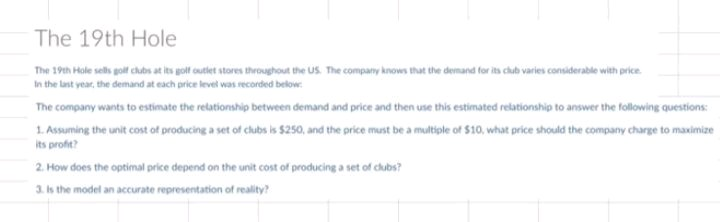 The 19th Hole
The 19th Hole sells golf clubs at its golf outlet stores throughout the US. The company knows that the demand for its club varies considerable with price.
In the last year, the demand at each price level was recorded below:
The company wants to estimate the relationship between demand and price and then use this estimated relationship to answer the following questions:
1. Assuming the unit cost of producing a set of clubs is $250, and the price must be a multiple of $10, what price should the company charge to maximize
its profit?
2. How does the optimal price depend on the unit cost of producing a set of clubs?
3. Is the model an accurate representation of reality?